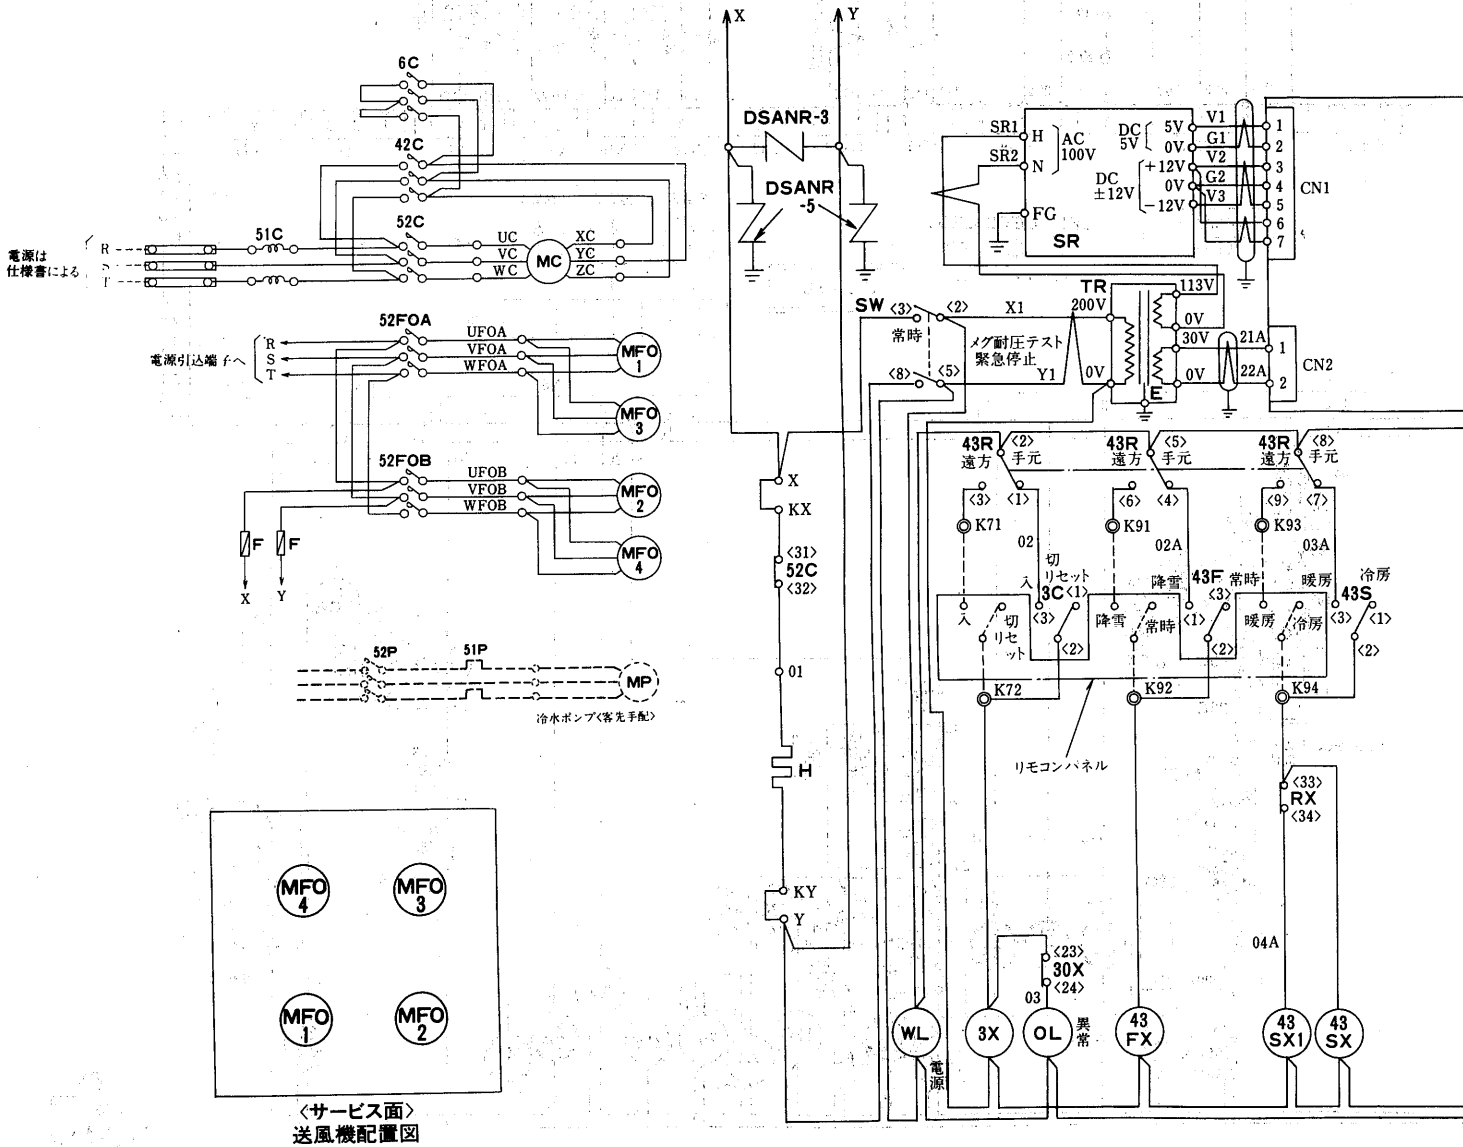 6C
42C
52C
51C
電源は
仕様書による
R
S
T
UC
VC
WC
MC
XC
YC
ZC
52FOA
電源引込端子へ
R
S
T
UFOA
VFOA
WFOA
MFO
1
MFO
3
52FOB
UFOB
VFOB
WFOB
MFO
2
MFO
4
F
F
X
Y
52P
51P
MP
冷水ポンプ〈客先手配〉
MFO
4
MFO
3
MFO
1
MFO
2
〈サービス面〉
送風機配置図
X
Y
DSANR-3
DSANR
-5
SR1
SR2
H
N
AC
100V
FG
SR
DC
5V
DC
±12V
5V
0V
+12V
0V
-12V
V1
G1
V2
G2
V3
1
2
3
4
5
6
7
CN1
SW
<3>
<2>
常時
<8>
<5>
X1
メグ耐圧テスト
緊急停止
Y1
TR
200V
0V
113V
0V
30V
0V
E
21A
22A
1
2
CN2
X
KX
<31>
52C
<32>
01
H
KY
Y
43R
遠方
<2>
手元
<3>
<1>
K71
02
43R
遠方
<5>
手元
<6>
<4>
K91
02A
43R
遠方
<8>
手元
<9>
<7>
K93
03A
入
切
リセット
3C
<1>
<3>
<2>
入
切
リセット
降雪
43F
常時
<3>
<1>
<2>
降雪
常時
暖房
冷房
43S
<3>
<1>
<2>
暖房
冷房
K72
K92
K94
リモコンパネル
<33>
RX
<34>
04A
<23>
30X
<24>
03
WL
電源
3X
OL
異常
43
FX
43
SX1
43
SX